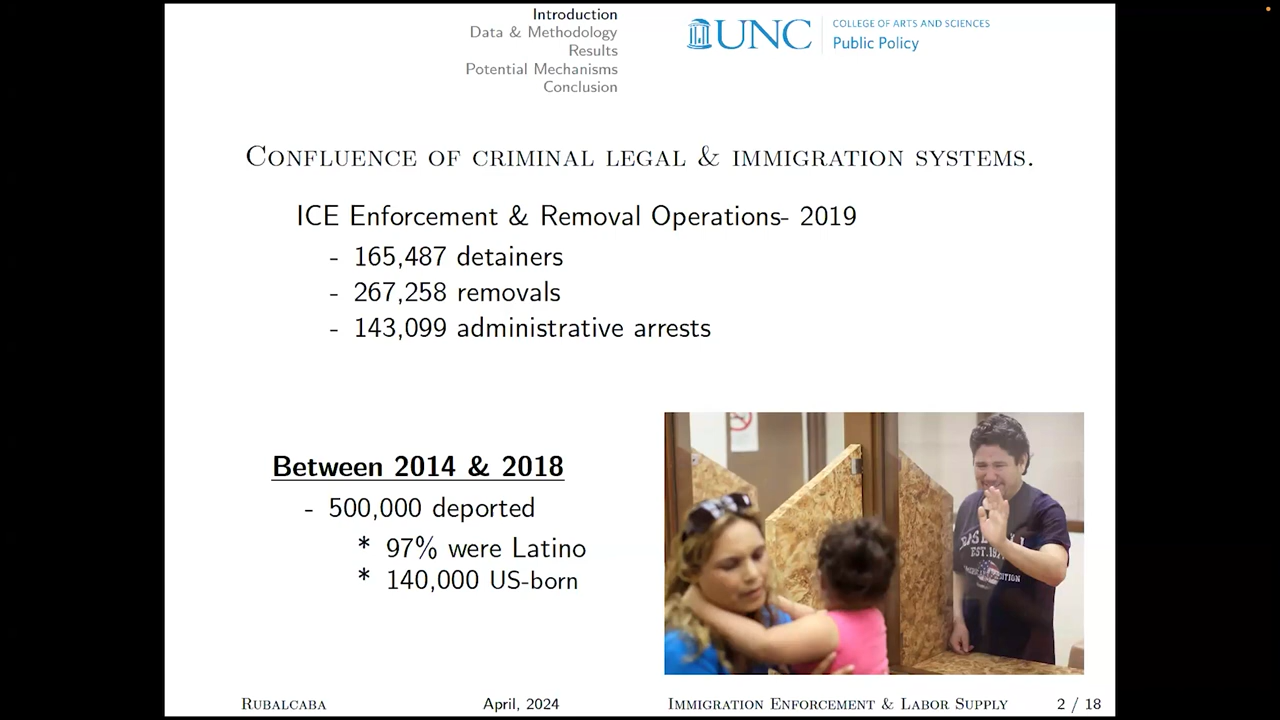 Introduction
Data & Methodology
Results
Potential Mechanisms
Conclusion
UNC
COLLEGE OF ARTS AND SCIENCES
Public Policy
CONFLUENCE OF CRIMINAL LEGAL & IMMIGRATION SYSTEMS.
ICE Enforcement & Removal Operations- 2019
- 165,487 detainers
- 267,258 removals
- 143,099 administrative arrests
Between 2014 & 2018
- 500,000 deported
* 97% were Latino
* 140,000 US-born
EST.
RUBALCABA
April, 2024
IMMIGRATION ENFORCEMENT & LABOR SUPPLY
2 / 18